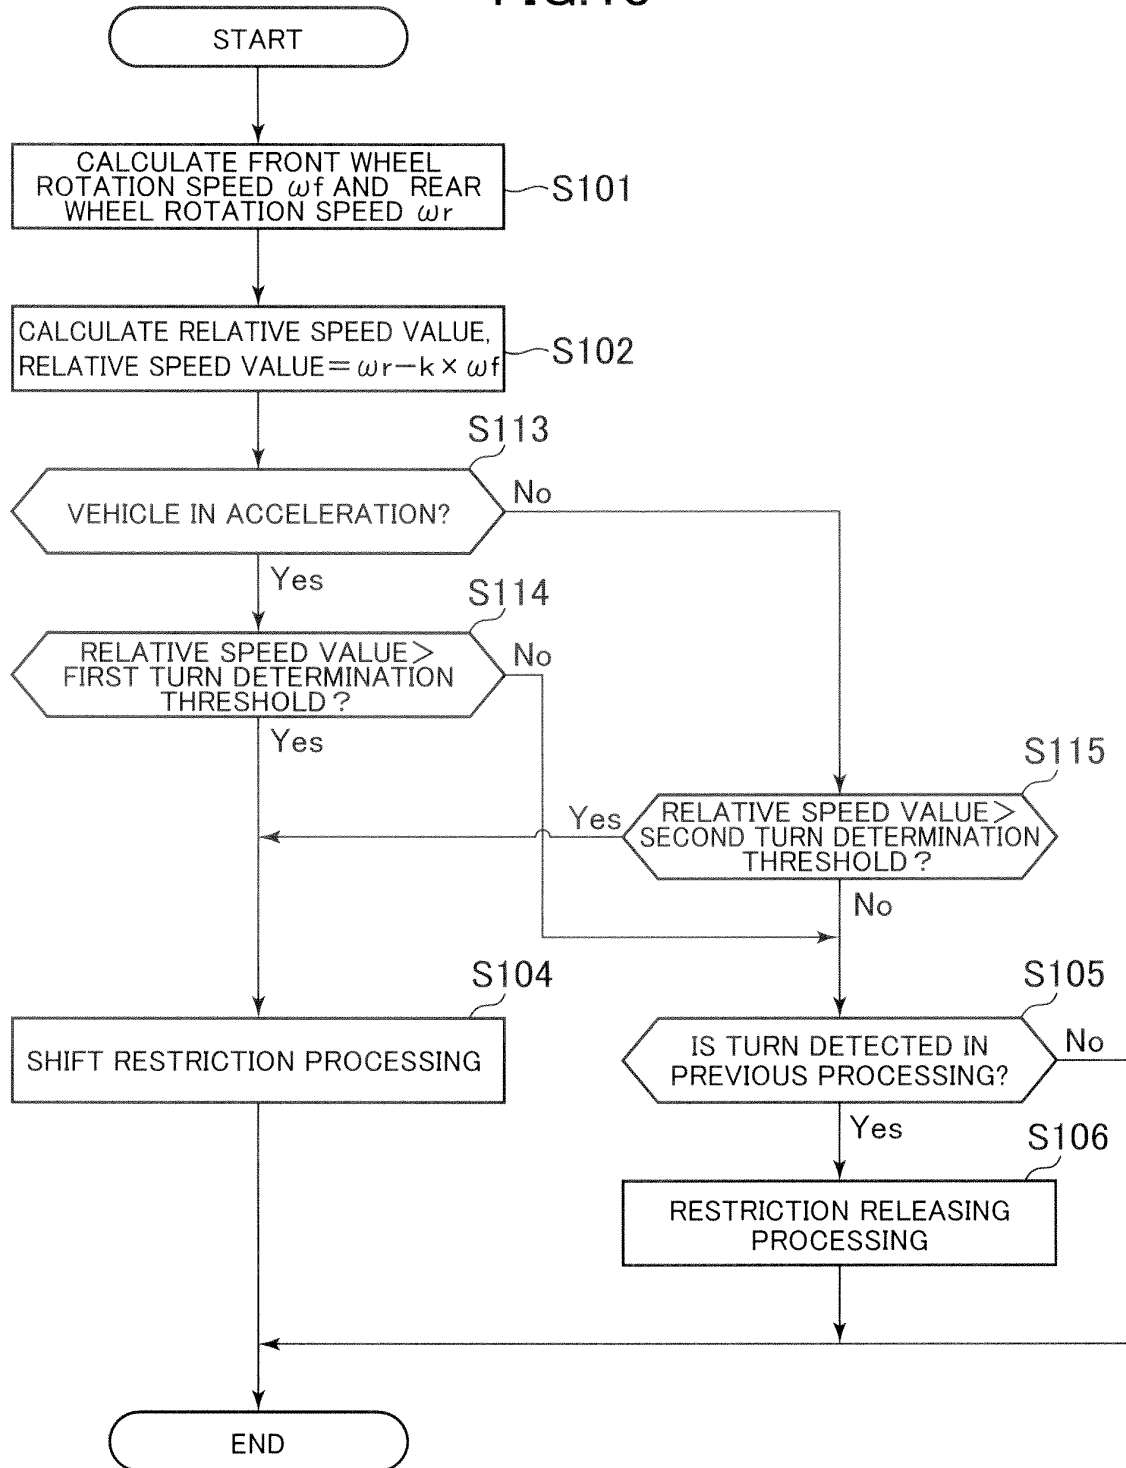 START
CALCULATE FRONT WHEEL
ROTATION SPEED ωf AND REAR
WHEEL ROTATION SPEED ωr
S101
CALCULATE RELATIVE SPEED VALUE,
RELATIVE SPEED VALUE=ωr−k× ωf
S102
S113
VEHICLE IN ACCELERATION?
No
Yes
S114
RELATIVE SPEED VALUE>
FIRST TURN DETERMINATION
THRESHOLD?
No
Yes
S115
RELATIVE SPEED VALUE>
SECOND TURN DETERMINATION
THRESHOLD?
Yes
No
S104
SHIFT RESTRICTION PROCESSING
S105
IS TURN DETECTED IN
PREVIOUS PROCESSING?
No
Yes
S106
RESTRICTION RELEASING
PROCESSING
END